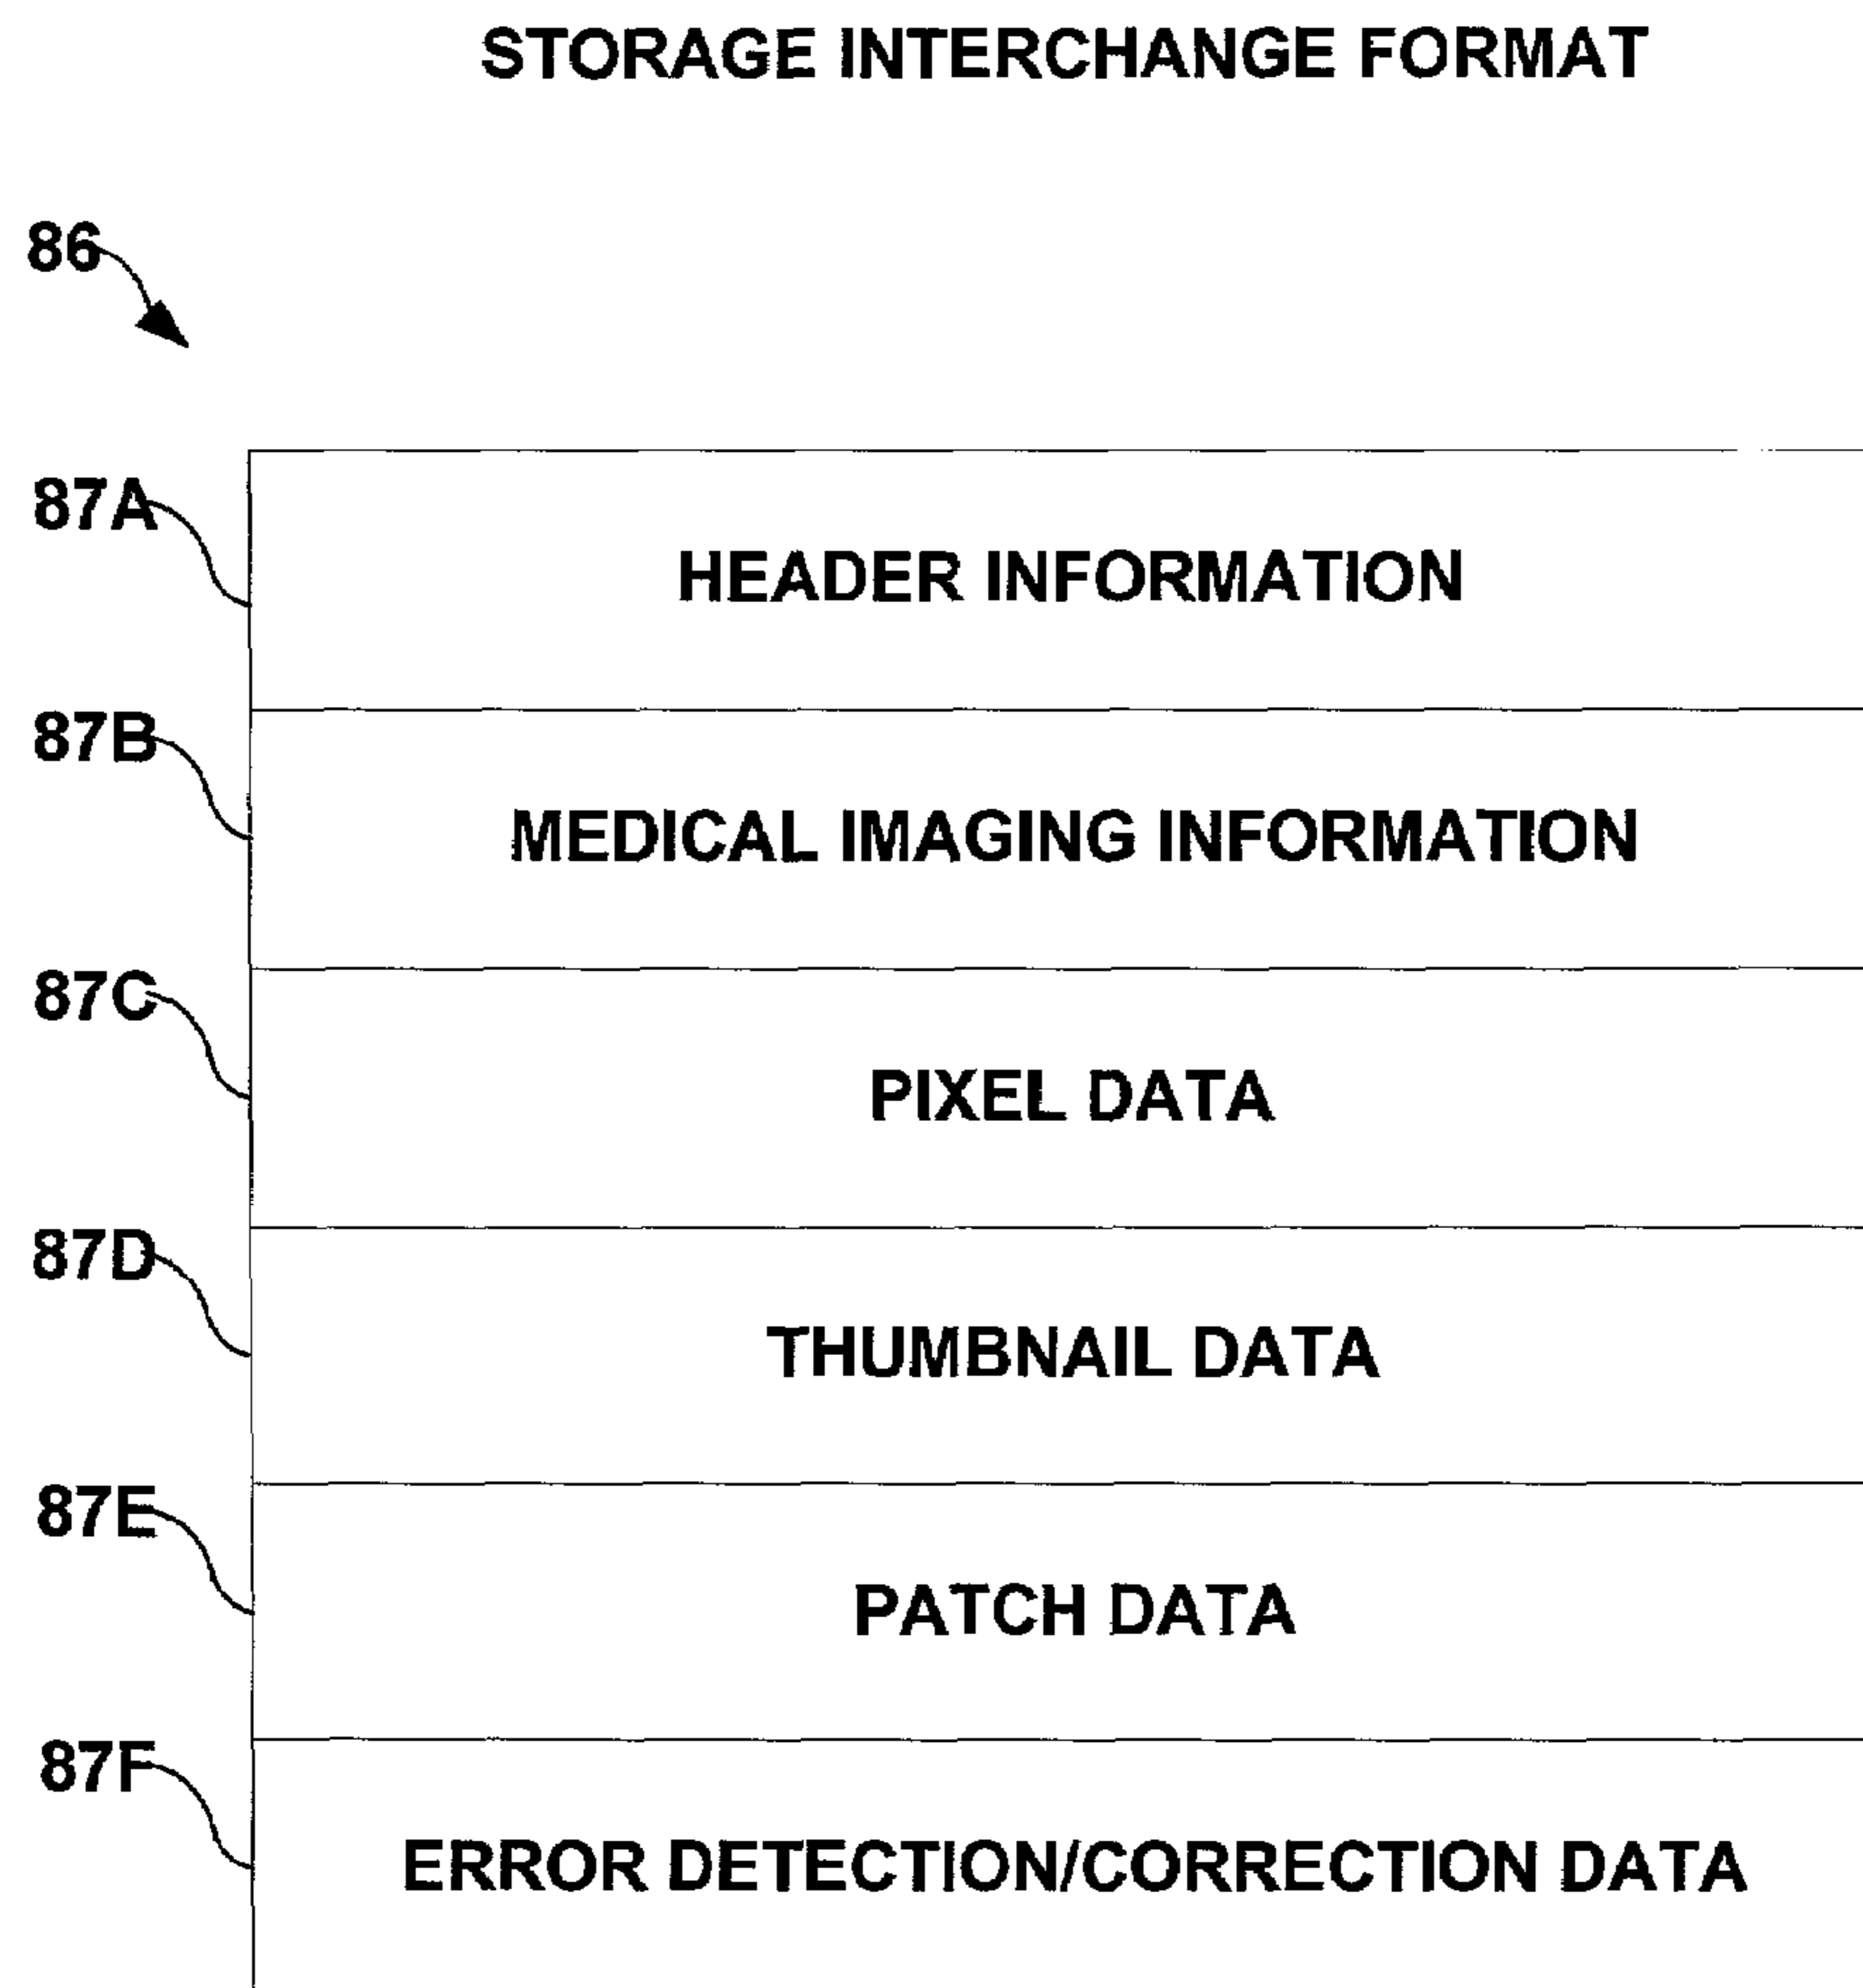 STORAGE INTERCHANGE FORMAT
86
87A
HEADER INFORMATION
87B
MEDICAL IMAGING INFORMATION
87C
PIXEL DATA
87D
THUMBNAIL DATA
87E
PATCH DATA
87F
ERROR DETECTION/CORRECTION DATA